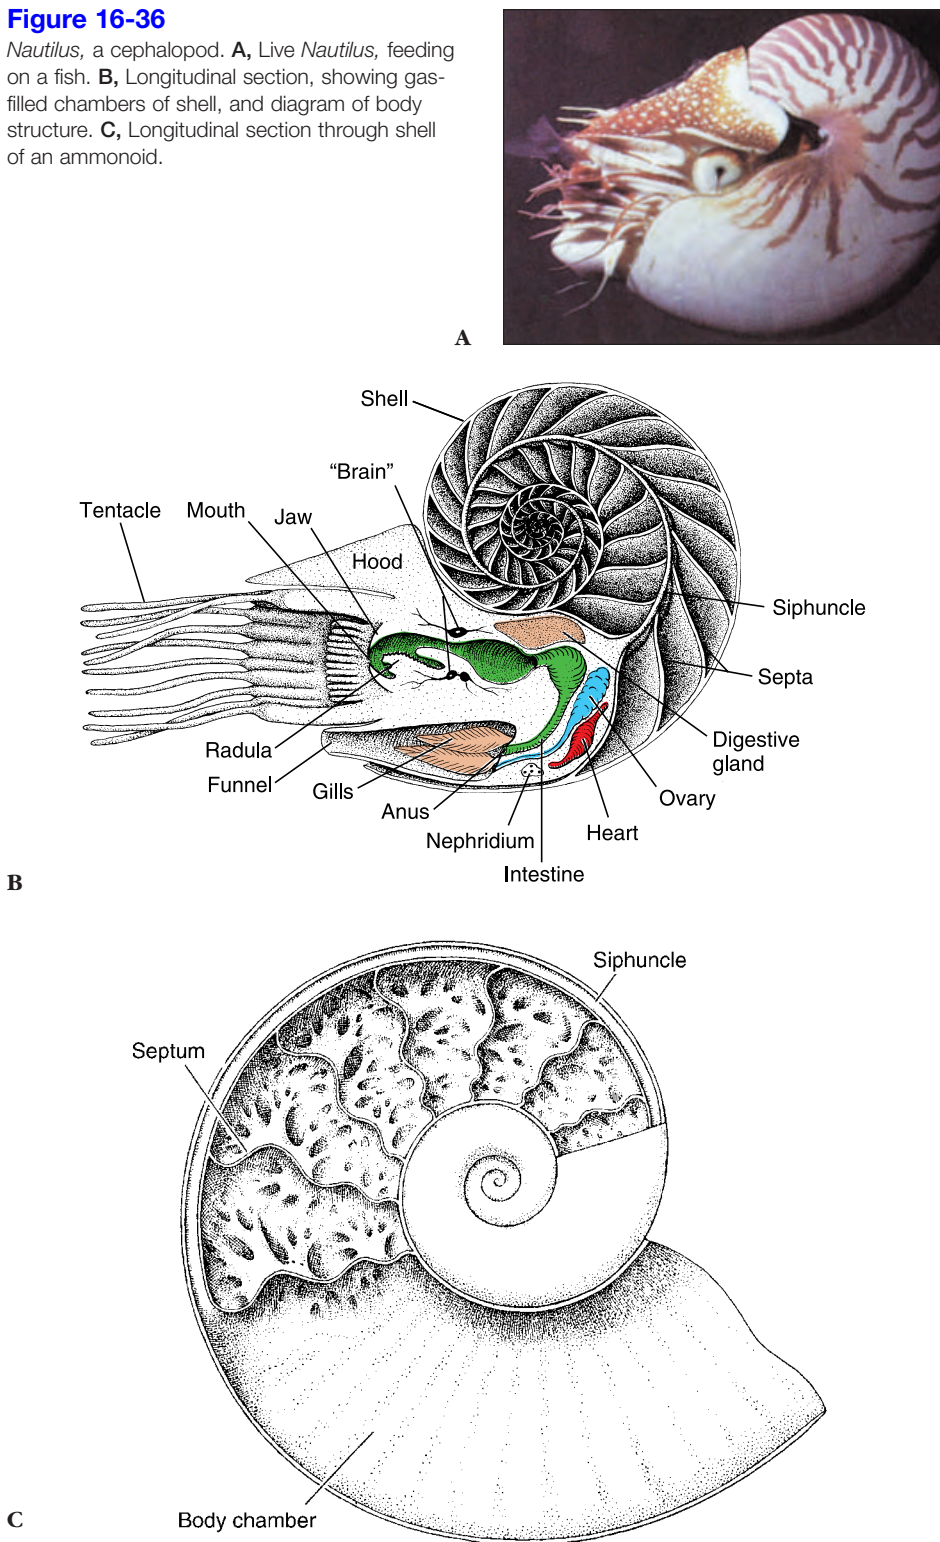 Figure 16-36
Nautilus, a cephalopod. A, Live Nautilus, feeding
on a fish. B, Longitudinal section, showing gas-
filled chambers of shell, and diagram of body
structure. C, Longitudinal section through shell
of an ammonoid.
A
Shell
"Brain"
Tentacle
Mouth
Jaw
Hood
Siphuncle
Septa
Digestive
gland
Radula
Funnel
Gills
Anus
Ovary
Nephridium
Heart
Intestine
B
Siphuncle
Septum
Body chamber
C